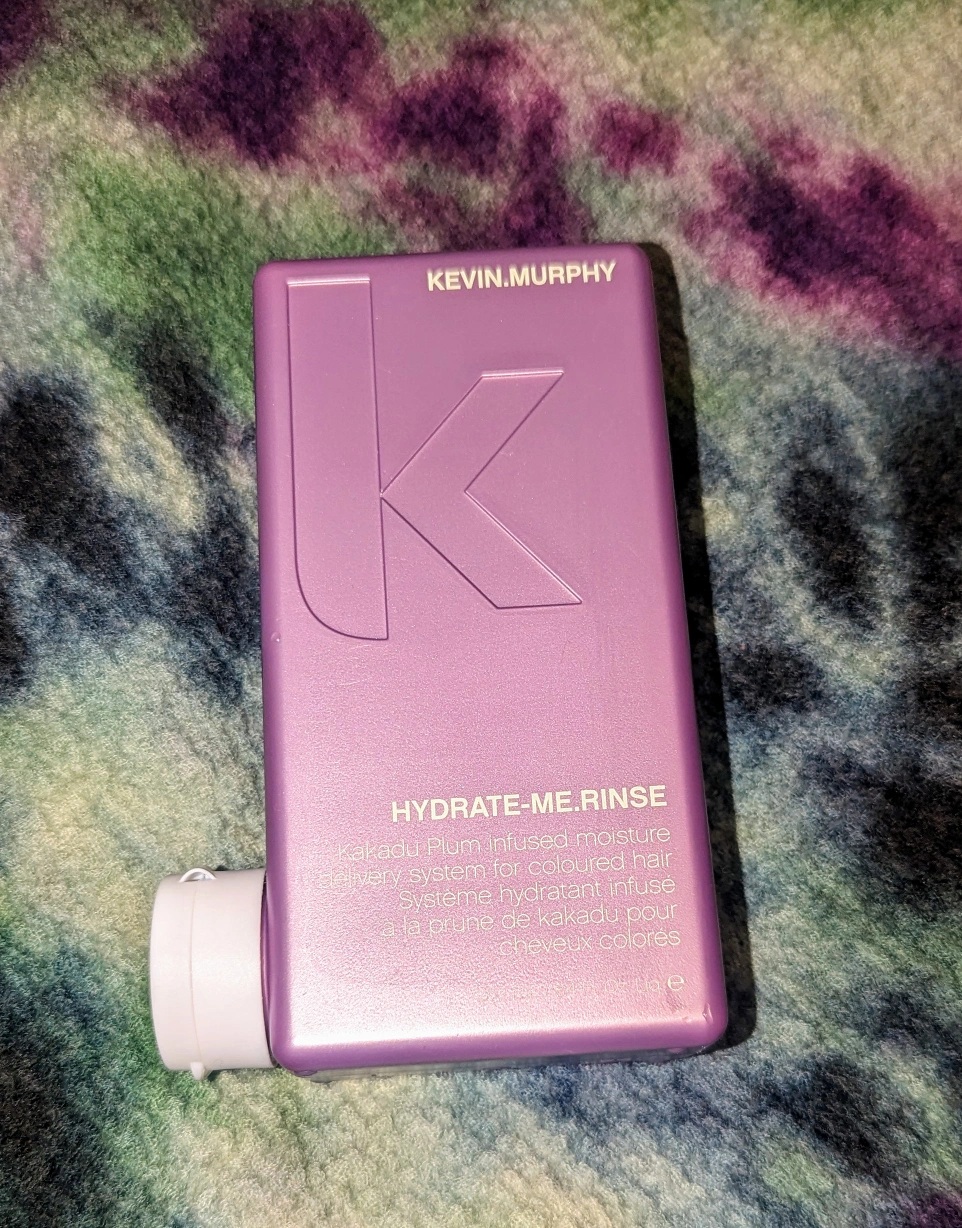 KEVIN.MURPHY
K
HYDRATE-ME.RINSE
Kakadu Plum infused moisture
delivery system for coloured hair
Système hydratant infusé
à la prune de kakadu pour
cheveux colorés
e